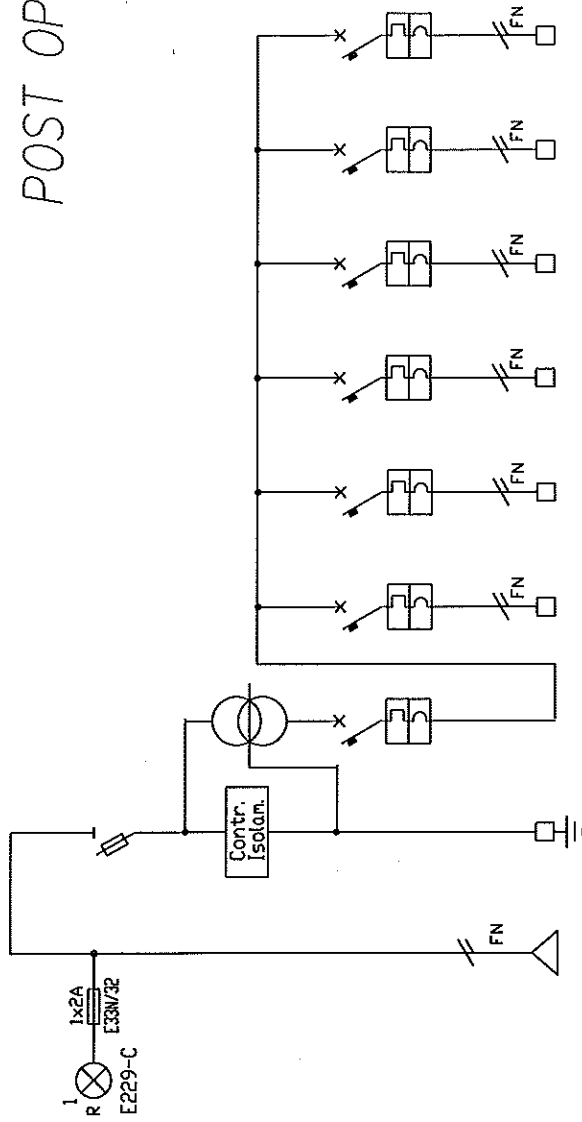 POST OP
1
R
E229-C
1x2A
E33N/32
Contr.
Isolam.
FN
FN
FN
FN
FN
FN
FN